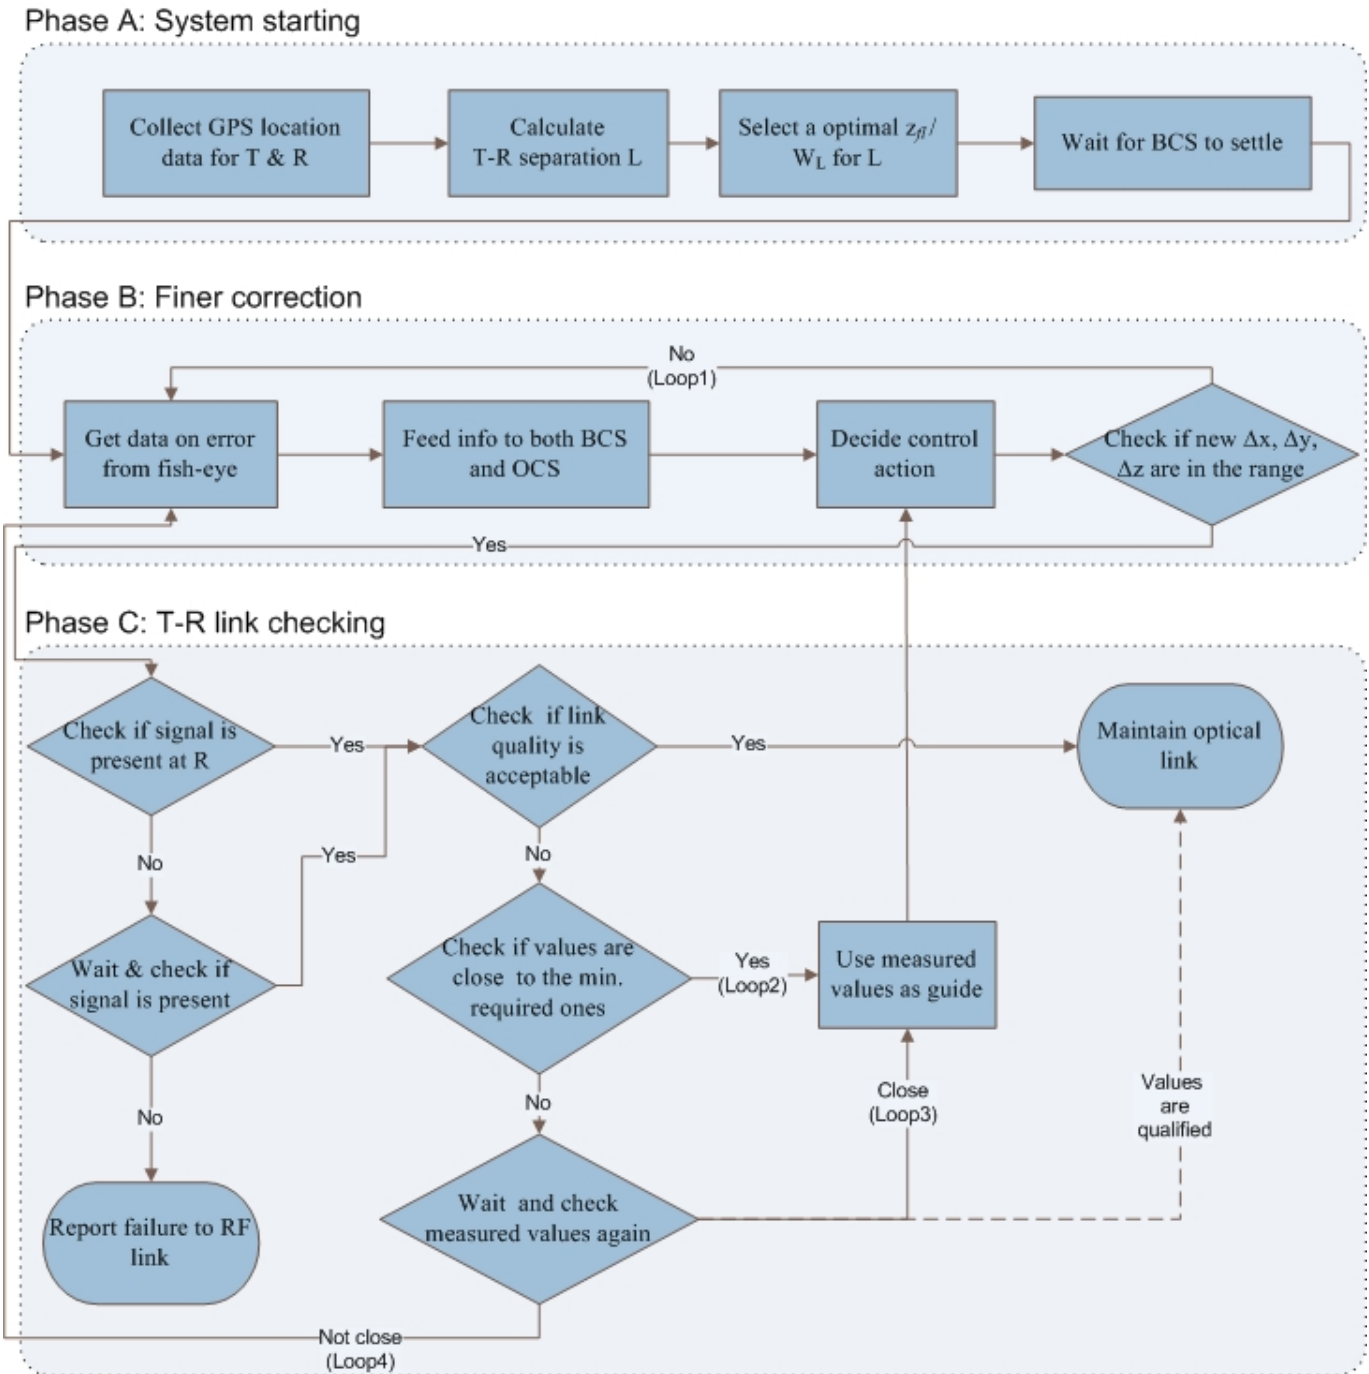 Phase A: System starting
Collect GPS location
data for T & R
Calculate
T-R separation L
Select a optimal zfl/
WL for L
Wait for BCS to settle
Phase B: Finer correction
No
(Loop1)
Get data on error
from fish-eye
Feed info to both BCS
and OCS
Decide control
action
Check if new Δx, Δy,
Δz are in the range
Yes
Phase C: T-R link checking
Check if signal is
present at R
Yes
Check if link
quality is
acceptable
Yes
Maintain optical
link
No
Yes
No
Wait & check if
signal is present
Check if values are
close to the min.
required ones
Yes
(Loop2)
Use measured
values as guide
No
No
Close
(Loop3)
Values
are
qualified
Report failure to RF
link
Wait and check
measured values again
Not close
(Loop4)